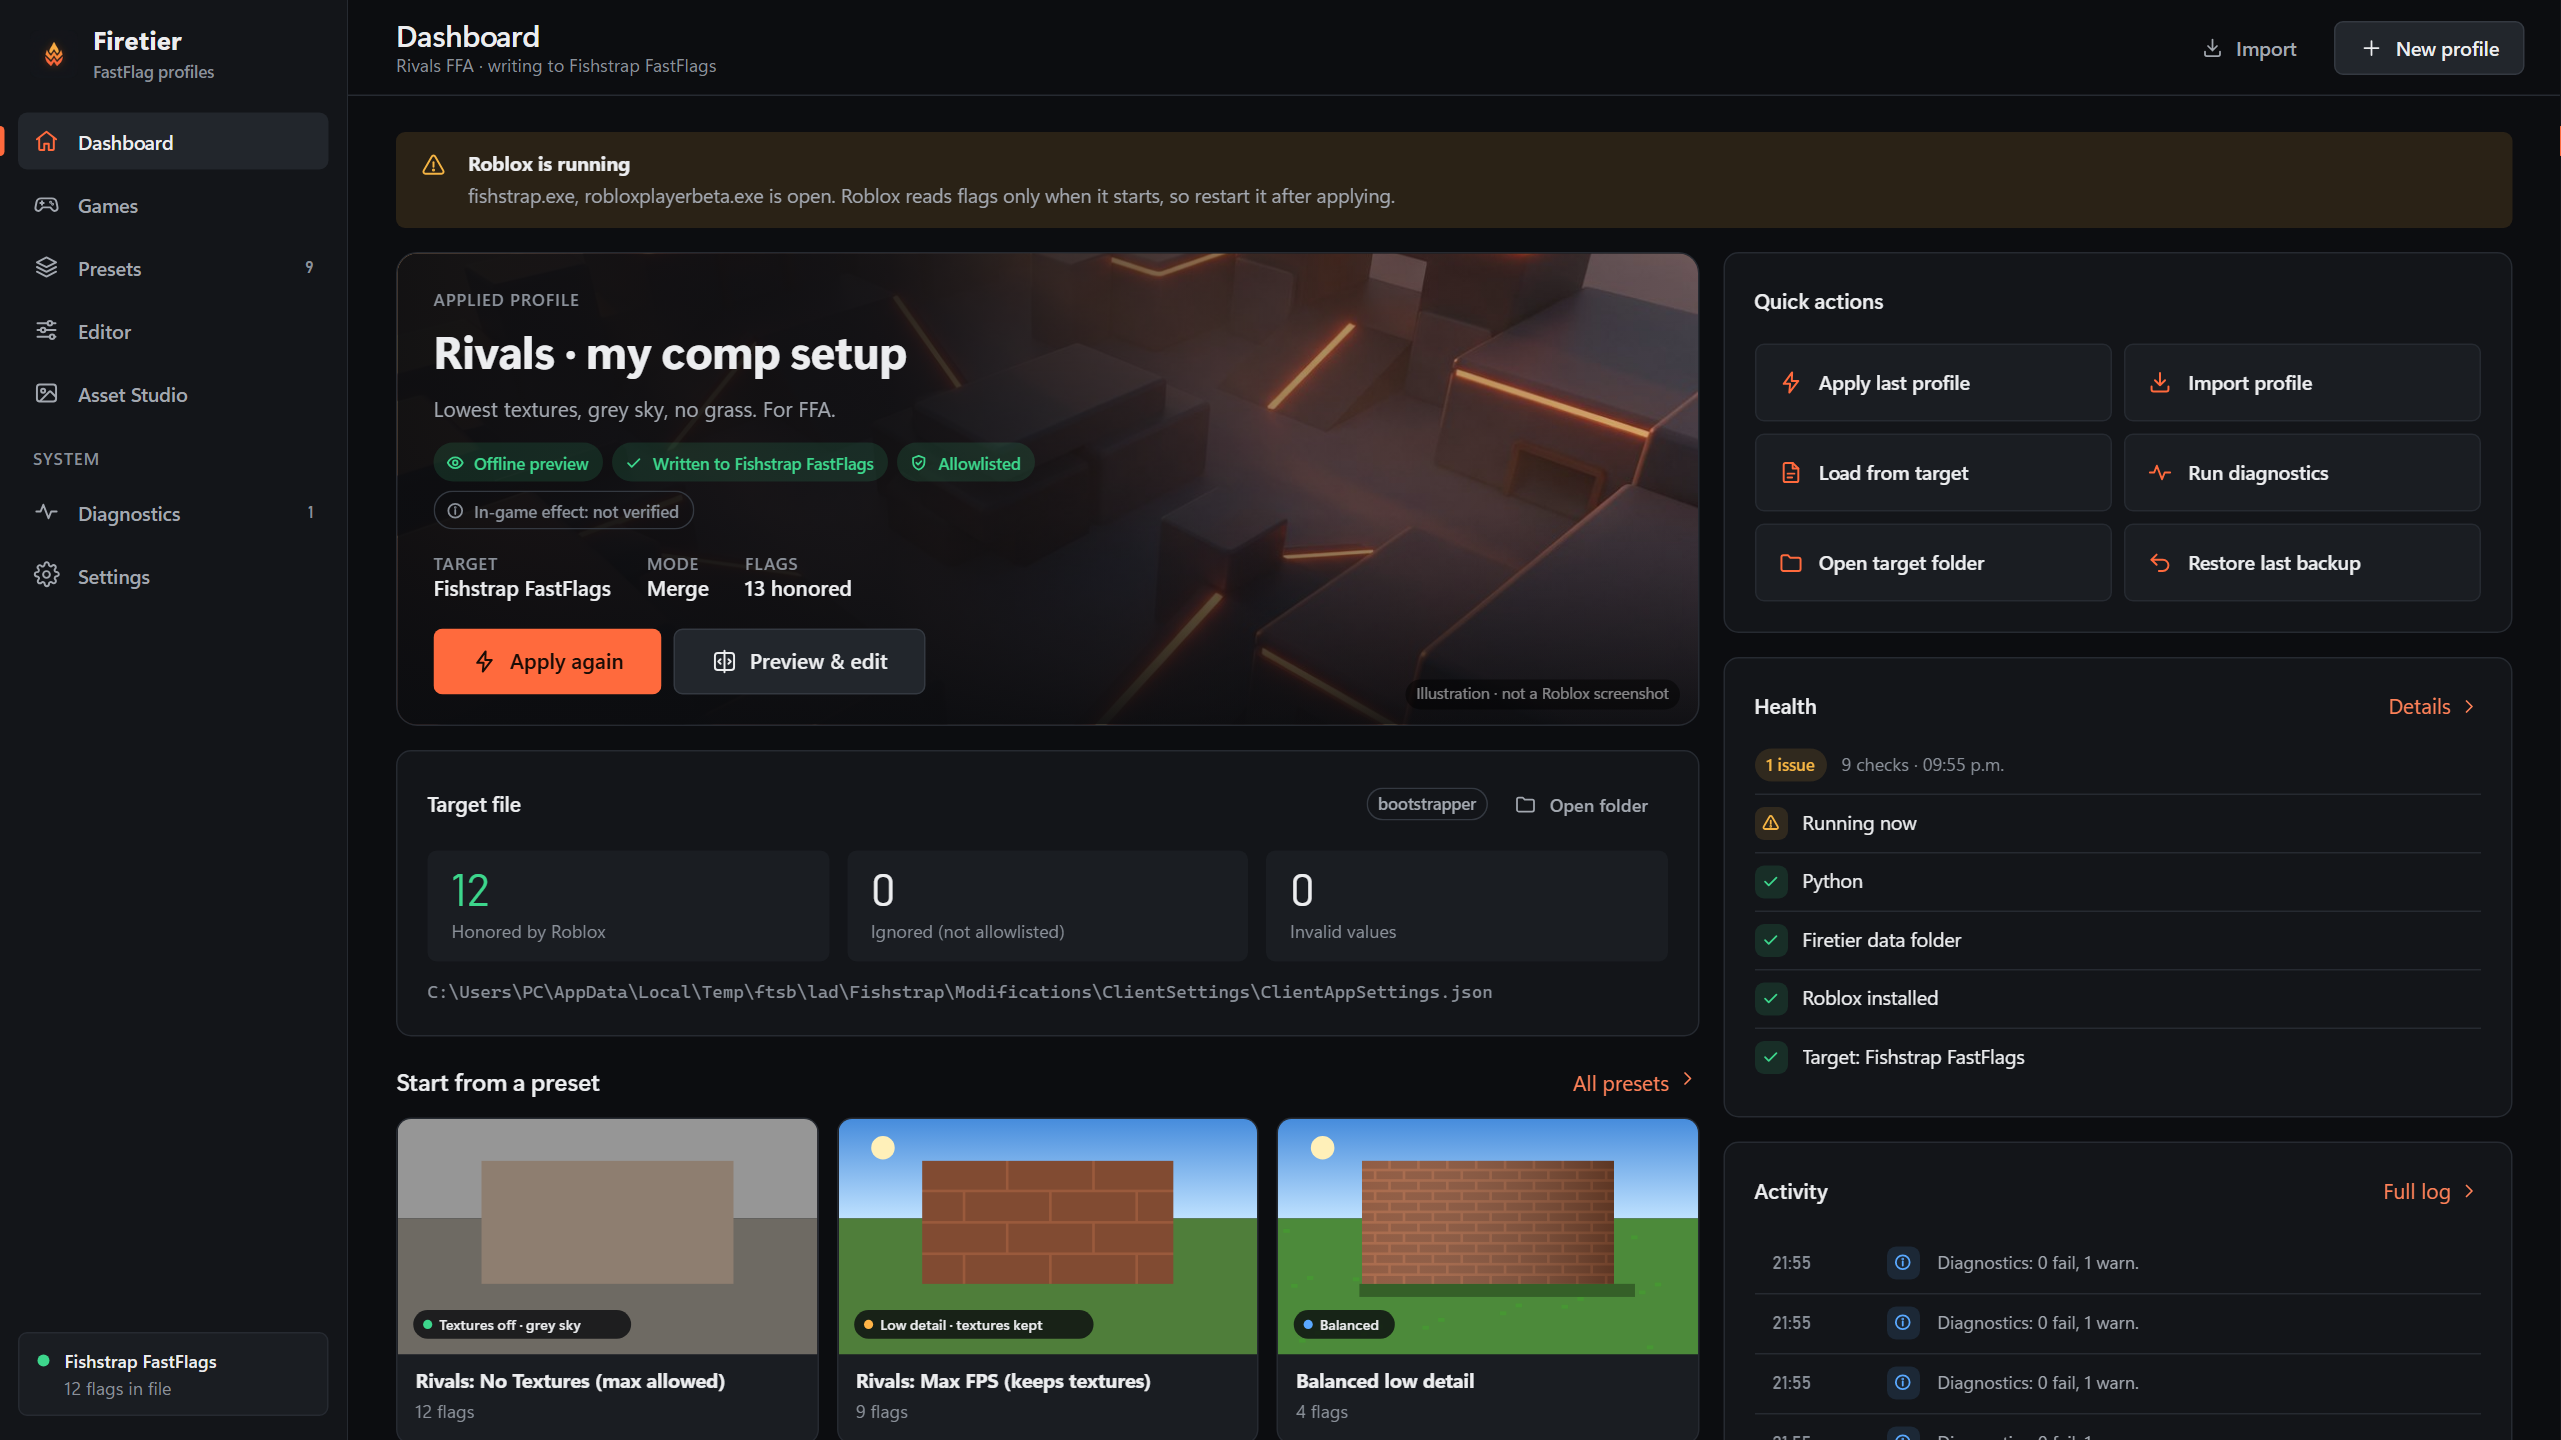 Firetier
FastFlag profiles
Dashboard
Games
Presets 9
Editor
Asset Studio
SYSTEM
Diagnostics 1
Settings
Fishstrap FastFlags
12 flags in file
Dashboard
Rivals FFA · writing to Fishstrap FastFlags
Import
New profile
Roblox is running
fishstrap.exe, robloxplayerbeta.exe is open. Roblox reads flags only when it starts, so restart it after applying.
APPLIED PROFILE
Rivals · my comp setup
Lowest textures, grey sky, no grass. For FFA.
Offline preview
Written to Fishstrap FastFlags
Allowlisted
In-game effect: not verified
TARGET MODE FLAGS
Fishstrap FastFlags Merge 13 honored
Apply again
Preview & edit
Illustration · not a Roblox screenshot
Target file
bootstrapper
Open folder
12
Honored by Roblox
0
Ignored (not allowlisted)
0
Invalid values
C:\Users\PC\AppData\Local\Temp\ftsb\lad\Fishstrap\Modifications\ClientSettings\ClientAppSettings.json
Start from a preset
All presets
Textures off · grey sky
Rivals: No Textures (max allowed)
12 flags
Low detail · textures kept
Rivals: Max FPS (keeps textures)
9 flags
Balanced
Balanced low detail
4 flags
Quick actions
Apply last profile
Import profile
Load from target
Run diagnostics
Open target folder
Restore last backup
Health
Details
1 issue
9 checks · 09:55 p.m.
Running now
Python
Firetier data folder
Roblox installed
Target: Fishstrap FastFlags
Activity
Full log
21:55 Diagnostics: 0 fail, 1 warn.
21:55 Diagnostics: 0 fail, 1 warn.
21:55 Diagnostics: 0 fail, 1 warn.